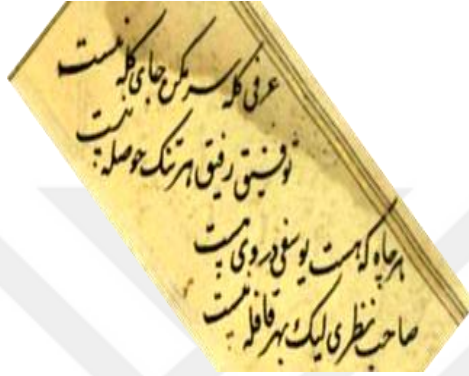 عرفی گله سر مکن جای گله نیست
توفیق رفیق هر تنک حوصله نیست
هر چاه که هست یوسفی در وی هست
صاحب نظری لیک بهر قافله نیست